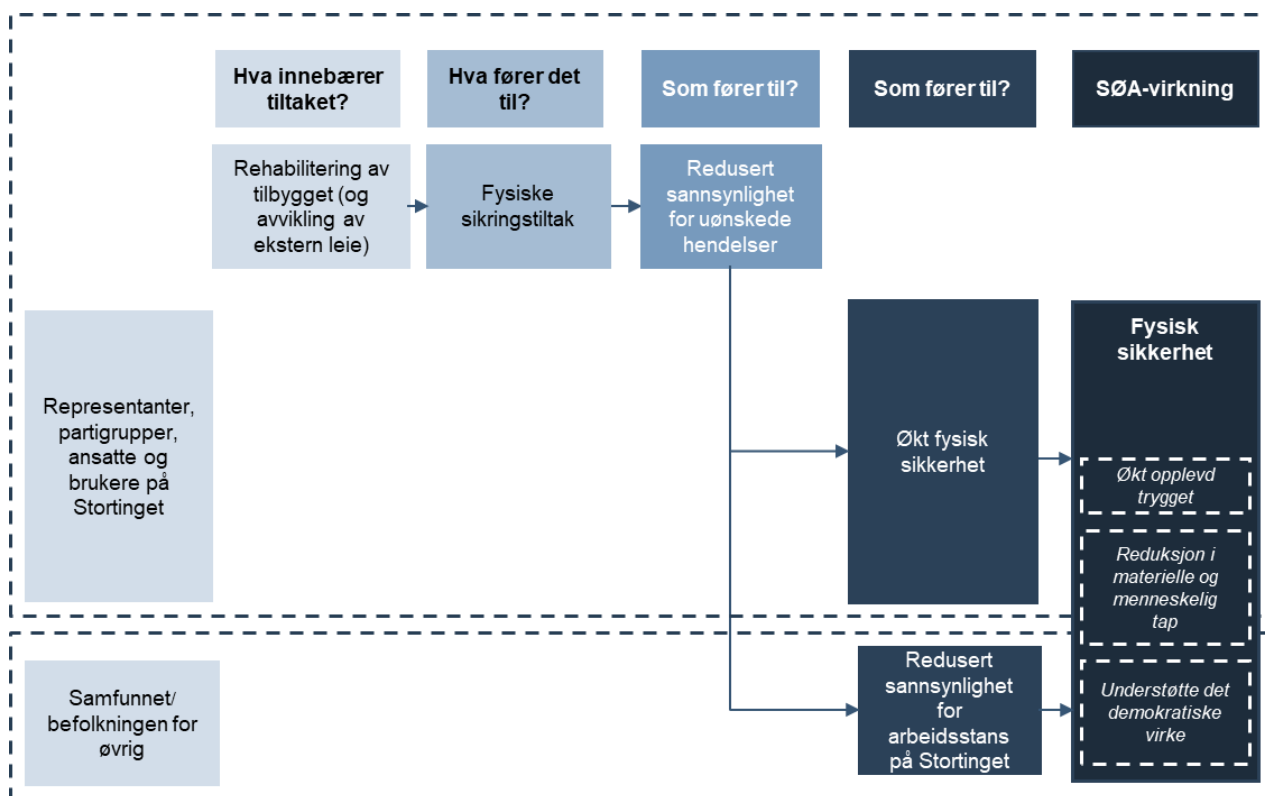 Hva innebærer
tiltaket?
Hva fører det
til?
Som fører til?
Som fører til?
SØA-virkning
Rehabilitering av
tilbygget (og
avvikling av
ekstern leie)
Fysiske
sikringstiltak
Redusert
sannsynlighet
for uønskede
hendelser
Representanter,
partigrupper,
ansatte og
brukere på
Stortinget
Økt fysisk
sikkerhet
Fysisk
sikkerhet
Økt opplevd
trygget
Reduksjon i
materielle og
menneskelig
tap
Samfunnet/
befolkningen for
øvrig
Redusert
sannsynlighet
for
arbeidsstans
på Stortinget
Understøtte det
demokratiske
virke